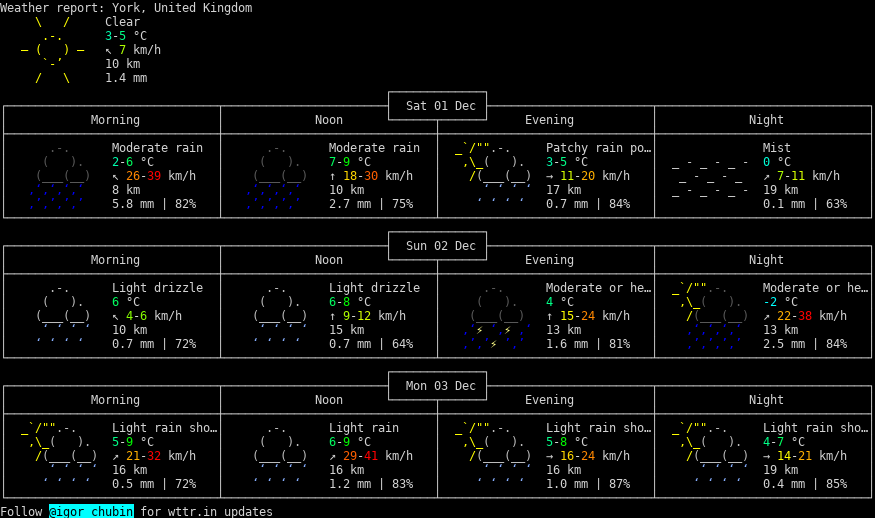 Weather report: York, United Kingdom
Clear
3-5 °C
↖ 7 km/h
10 km
1.4 mm
Sat 01 Dec
Morning Noon Evening Night
Moderate rain Moderate rain Patchy rain po… Mist
2-6 °C 7-9 °C 3-5 °C 0 °C
↖ 26-39 km/h ↑ 18-30 km/h → 11-20 km/h ↗ 7-11 km/h
8 km 10 km 17 km 19 km
5.8 mm | 82% 2.7 mm | 75% 0.7 mm | 84% 0.1 mm | 63%
Sun 02 Dec
Morning Noon Evening Night
Light drizzle Light drizzle Moderate or he… Moderate or he…
6 °C 6-8 °C 4 °C -2 °C
↖ 4-6 km/h ↑ 9-12 km/h ↑ 15-24 km/h ↗ 22-38 km/h
10 km 15 km 13 km 13 km
0.7 mm | 72% 0.7 mm | 64% 1.6 mm | 81% 2.5 mm | 84%
Mon 03 Dec
Morning Noon Evening Night
Light rain sho… Light rain Light rain sho… Light rain sho…
5-9 °C 6-9 °C 5-8 °C 4-7 °C
↗ 21-32 km/h ↗ 29-41 km/h → 16-24 km/h → 14-21 km/h
16 km 16 km 16 km 19 km
0.5 mm | 72% 1.2 mm | 83% 1.0 mm | 87% 0.4 mm | 85%
Follow @igor_chubin for wttr.in updates